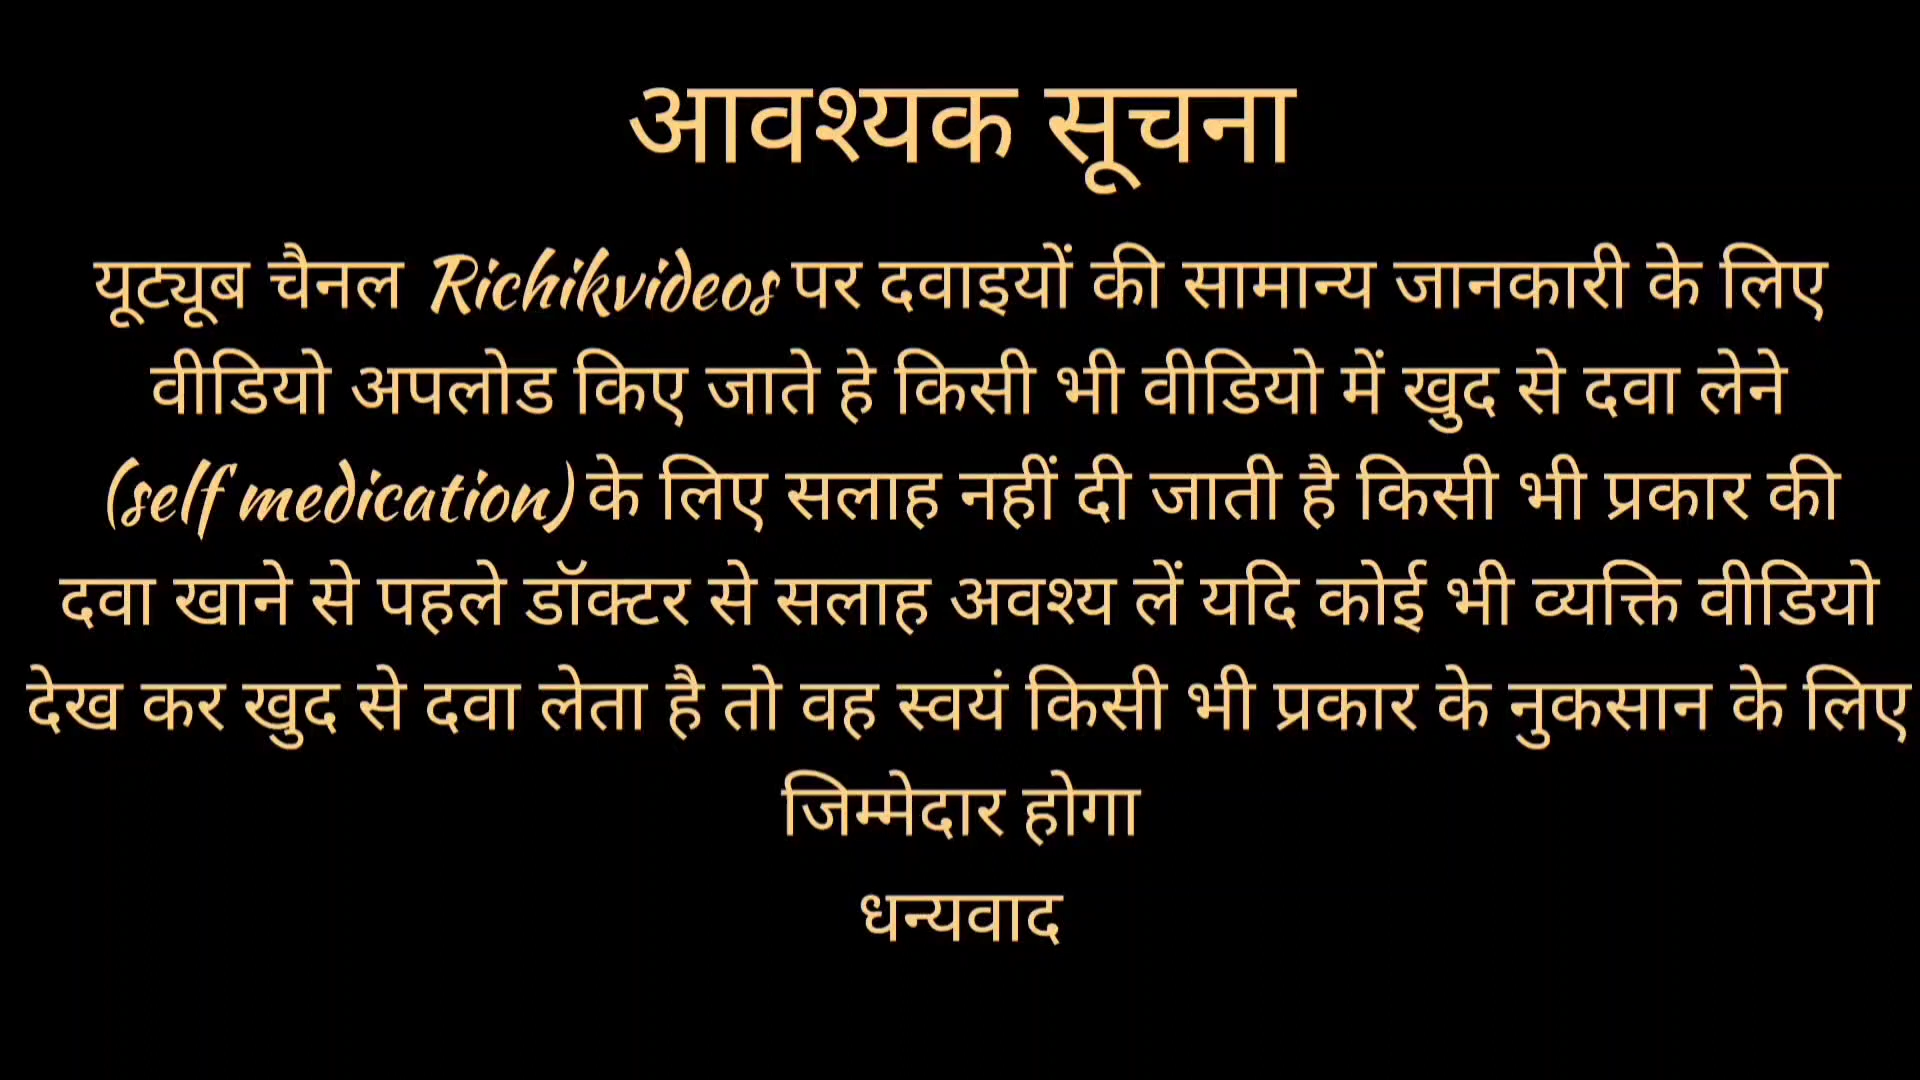 आवश्यक सूचना
यूट्यूब चैनल Richikvideos पर दवाइयों की सामान्य जानकारी के लिए
वीडियो अपलोड किए जाते हे किसी भी वीडियो में खुद से दवा लेने
(self medication) के लिए सलाह नहीं दी जाती है किसी भी प्रकार की
दवा खाने से पहले डॉक्टर से सलाह अवश्य लें यदि कोई भी व्यक्ति वीडियो
देख कर खुद से दवा लेता है तो वह स्वयं किसी भी प्रकार के नुकसान के लिए
जिम्मेदार होगा
धन्यवाद